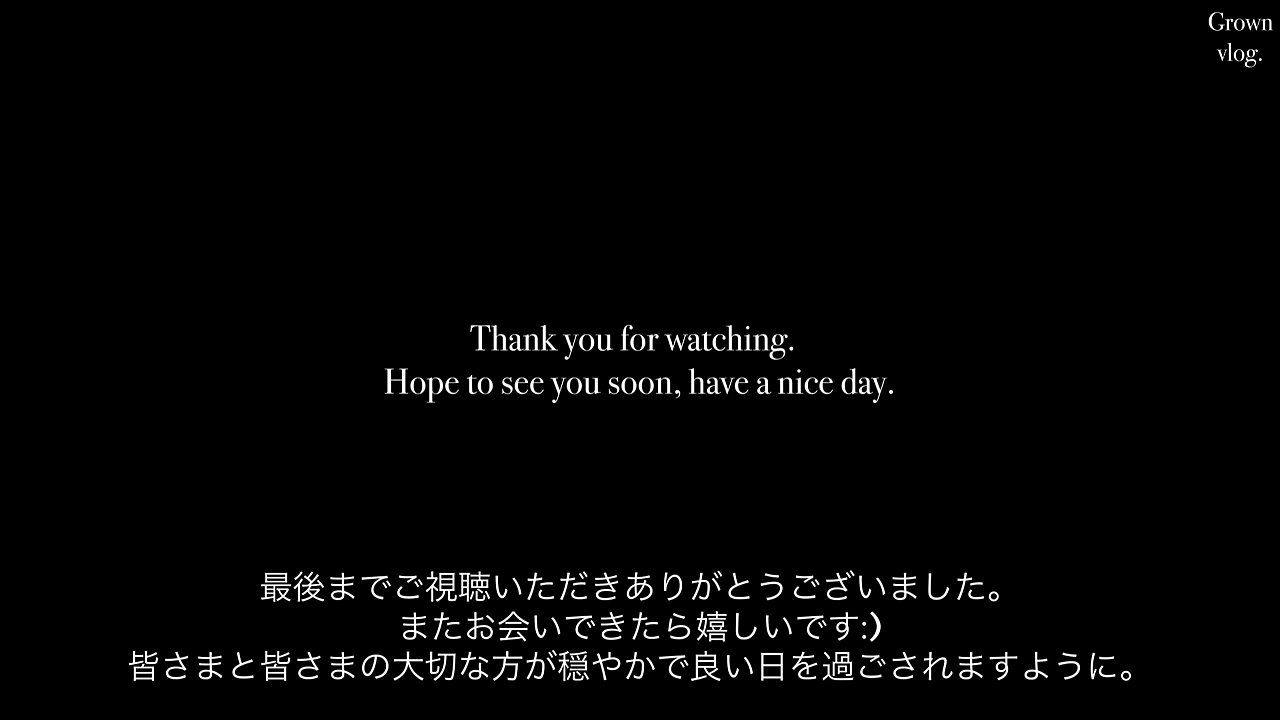 Grown
vlog.
Thank you for watching.
Hope to see you soon, have a nice day.
最後までご視聴いただきありがとうございました。
またお会いできたら嬉しいです:)
皆さまと皆さまの大切な方が穏やかで良い日を過ごされますように。